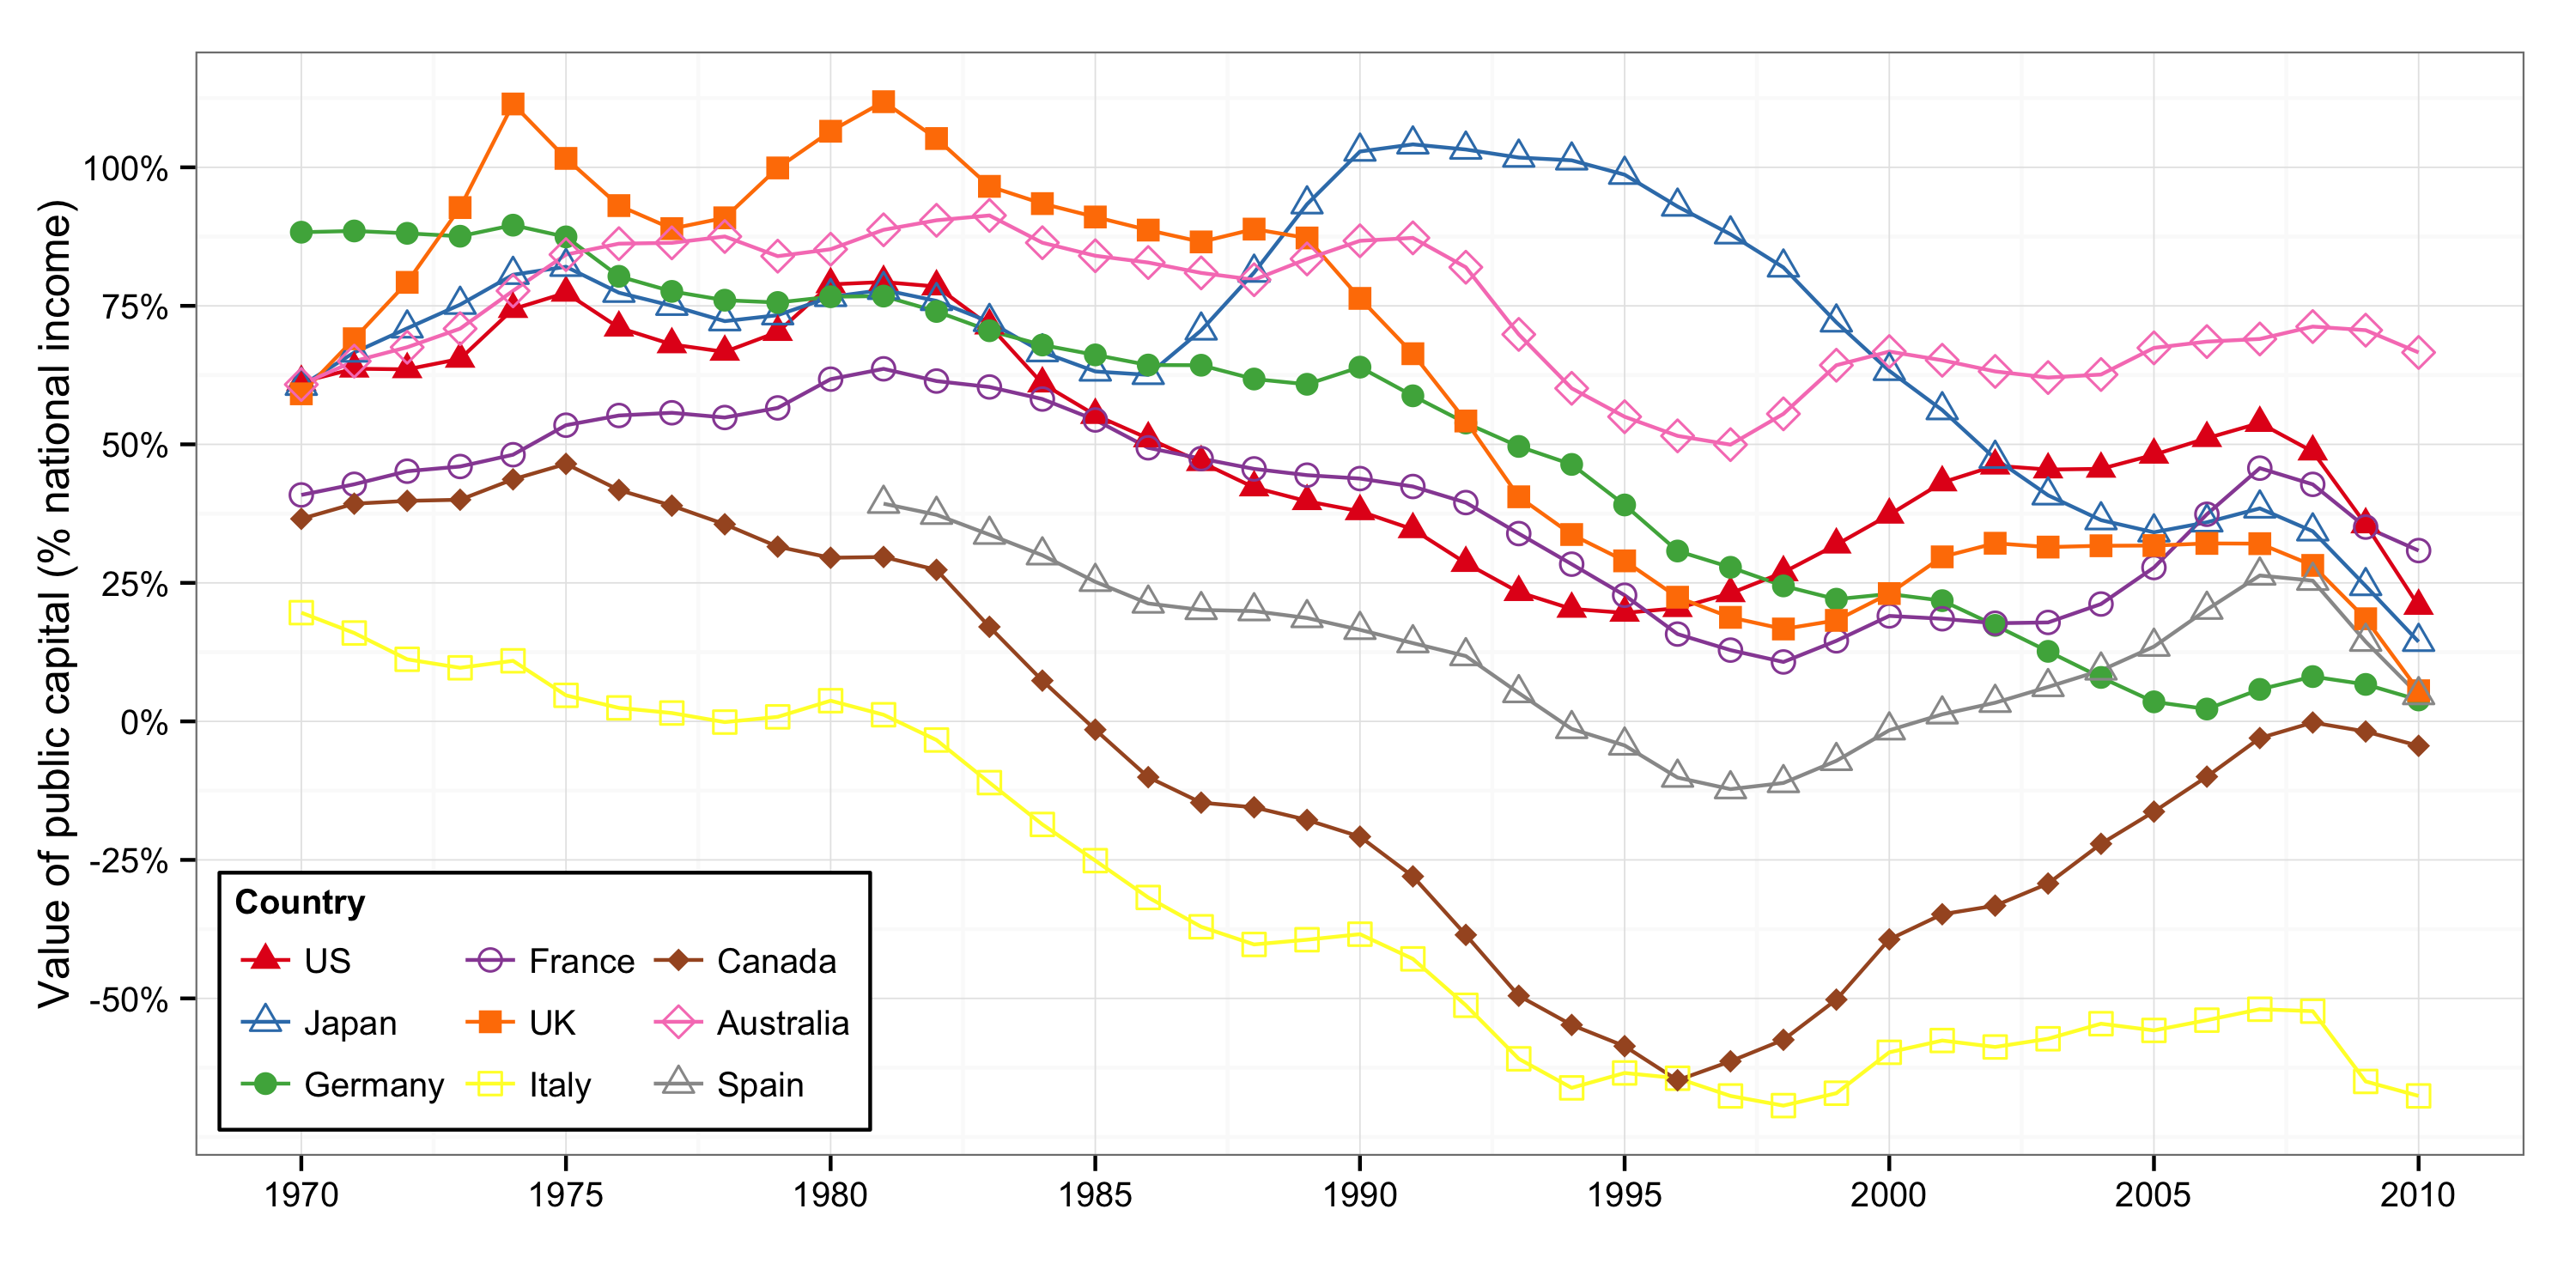 Value of public capital (% national income)
100%
75%
50%
25%
0%
-25%
-50%
Country
US France Canada
Japan UK Australia
Germany Italy Spain
1970 1975 1980 1985 1990 1995 2000 2005 2010